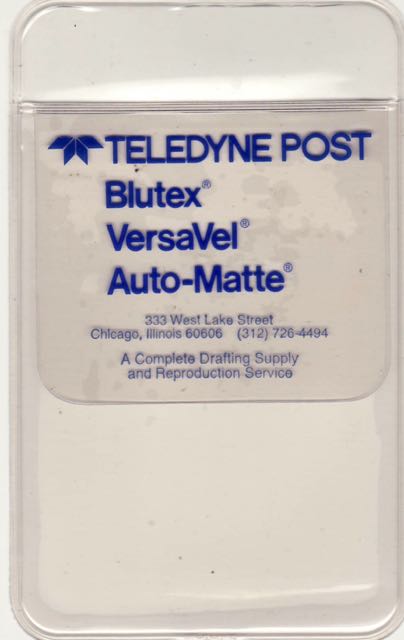 TELEDYNE POST
Blutex®
VersaVel®
Auto-Matte®
333 West Lake Street
Chicago, Illinois 60606 (312) 726-4494
A Complete Drafting Supply
and Reproduction Service